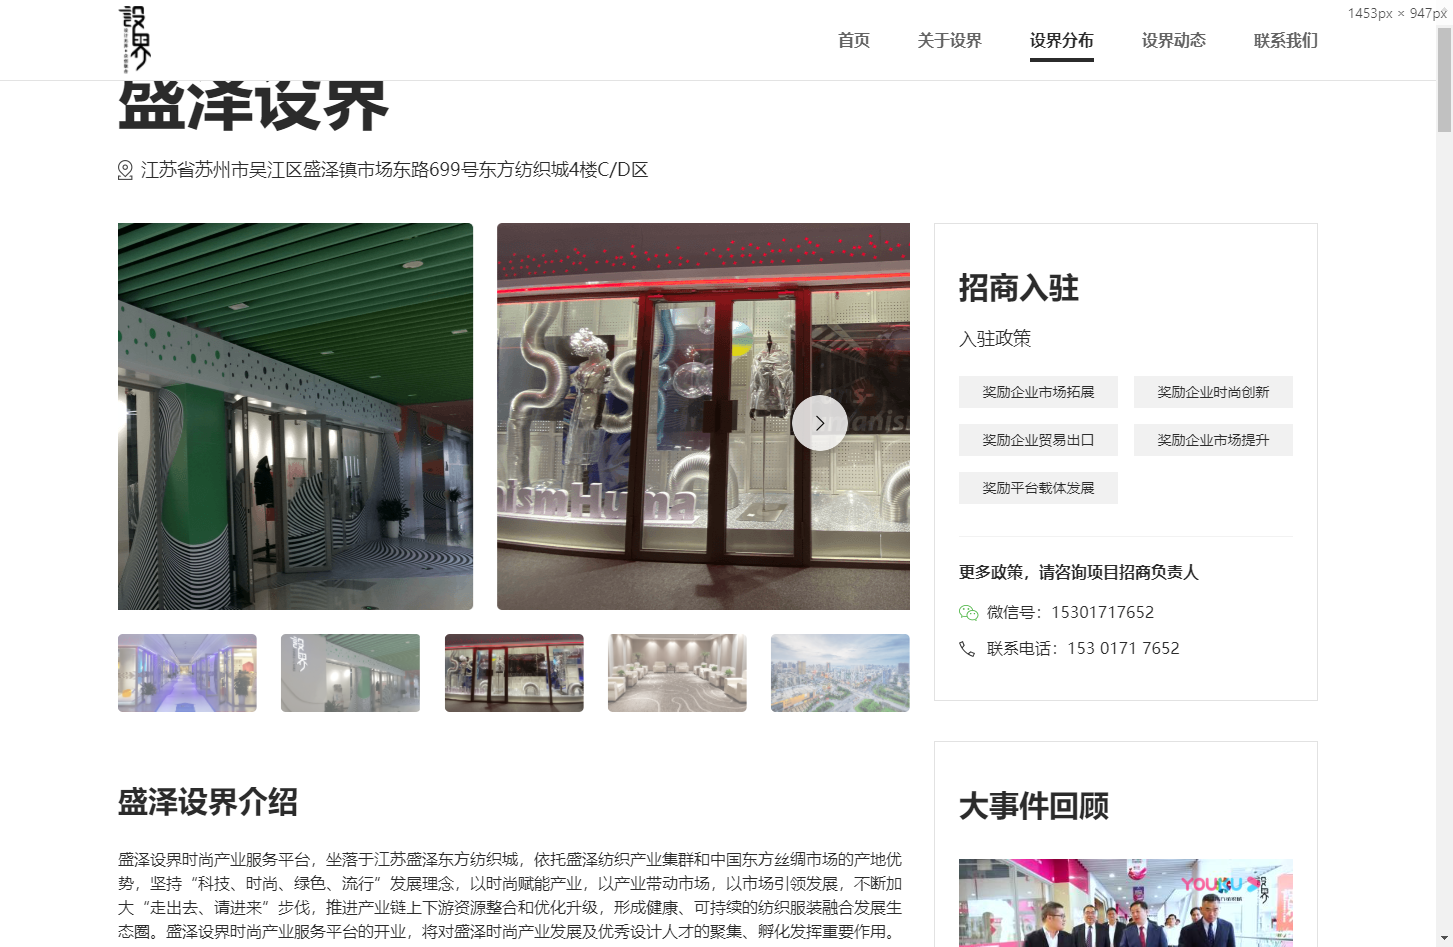 設界
1453px × 947px
首页
关于设界
设界分布
设界动态
联系我们
盛泽设界
江苏省苏州市吴江区盛泽镇市场东路699号东方纺织城4楼C/D区
nismHuma
招商入驻
入驻政策
奖励企业市场拓展
奖励企业时尚创新
奖励企业贸易出口
奖励企业市场提升
奖励平台载体发展
更多政策，请咨询项目招商负责人
微信号：15301717652
联系电话：153 0171 7652
盛泽设界介绍
盛泽设界时尚产业服务平台，坐落于江苏盛泽东方纺织城，依托盛泽纺织产业集群和中国东方丝绸市场的产地优
势，坚持“科技、时尚、绿色、流行”发展理念，以时尚赋能产业，以产业带动市场，以市场引领发展，不断加
大“走出去、请进来”步伐，推进产业链上下游资源整合和优化升级，形成健康、可持续的纺织服装融合发展生
态圈。盛泽设界时尚产业服务平台的开业，将对盛泽时尚产业发展及优秀设计人才的聚集、孵化发挥重要作用。
大事件回顾
YOUKU
設界